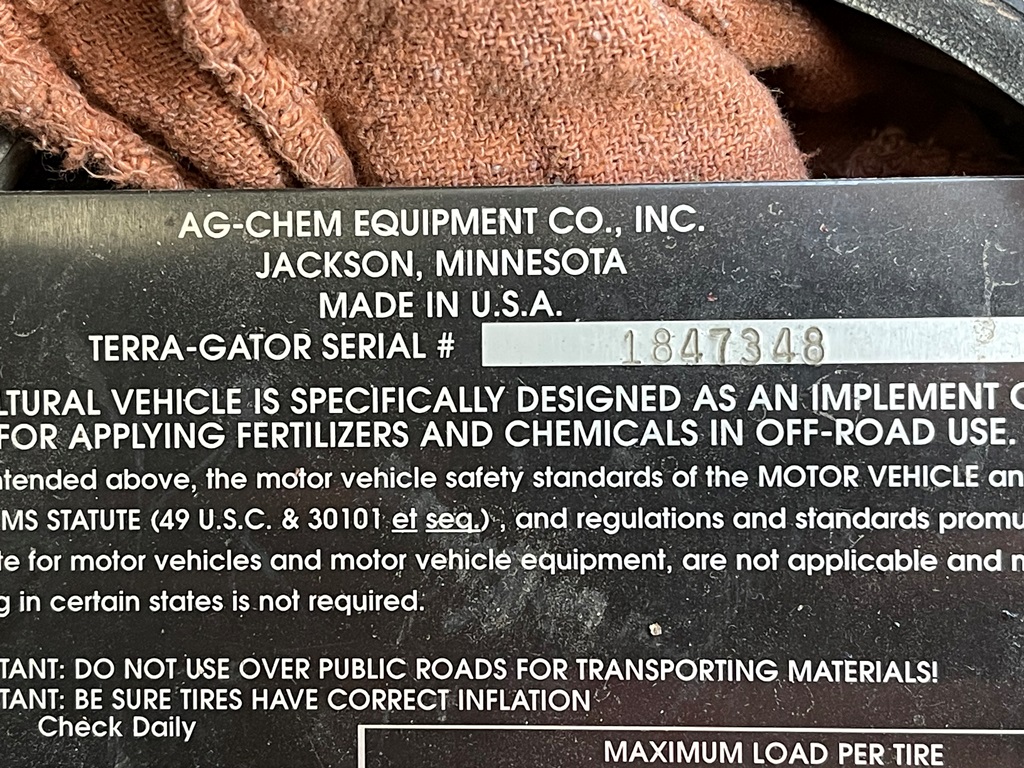 AG-CHEM EQUIPMENT CO., INC.
JACKSON, MINNESOTA
MADE IN U.S.A.
TERRA-GATOR SERIAL # 1847348
LTURAL VEHICLE IS SPECIFICALLY DESIGNED AS AN IMPLEMENT
FOR APPLYING FERTILIZERS AND CHEMICALS IN OFF-ROAD USE.
ntended above, the motor vehicle safety standards of the MOTOR VEHICLE an
MS STATUTE (49 U.S.C. & 30101 et seq.) , and regulations and standards promu
te for motor vehicles and motor vehicle equipment, are not applicable and
g in certain states is not required.
TANT: DO NOT USE OVER PUBLIC ROADS FOR TRANSPORTING MATERIALS!
TANT: BE SURE TIRES HAVE CORRECT INFLATION
Check Daily
MAXIMUM LOAD PER TIRE